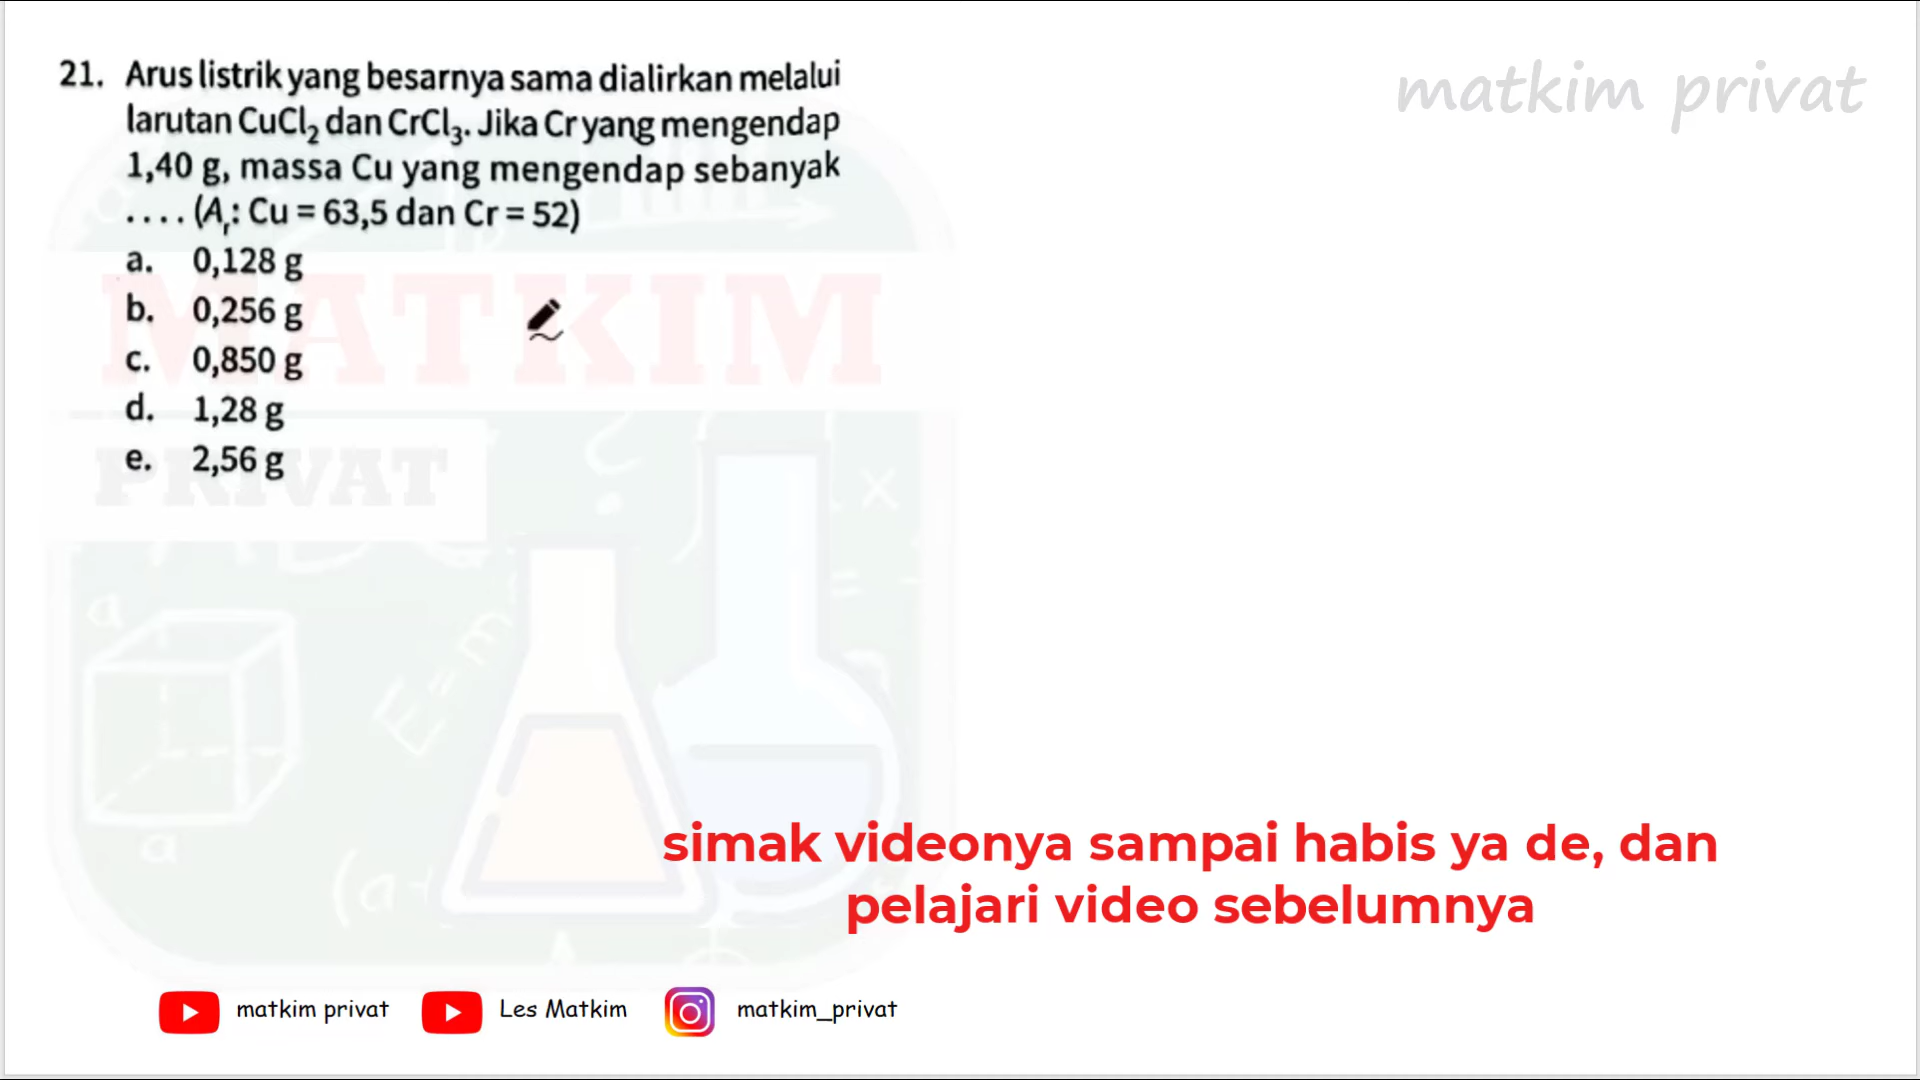 matkim privat
21. Arus listrik yang besarnya sama dialirkan melalui
larutan CuCl₂ dan CrCl₃. Jika Cr yang mengendap
1,40 g, massa Cu yang mengendap sebanyak
.... (Aᵣ: Cu = 63,5 dan Cr = 52)
a. 0,128 g
b. 0,256 g
c. 0,850 g
d. 1,28 g
e. 2,56 g
MATKIM
PRIVAT
a
E=m
a
(a+
simak videonya sampai habis ya de, dan
pelajari video sebelumnya
matkim privat Les Matkim matkim_privat